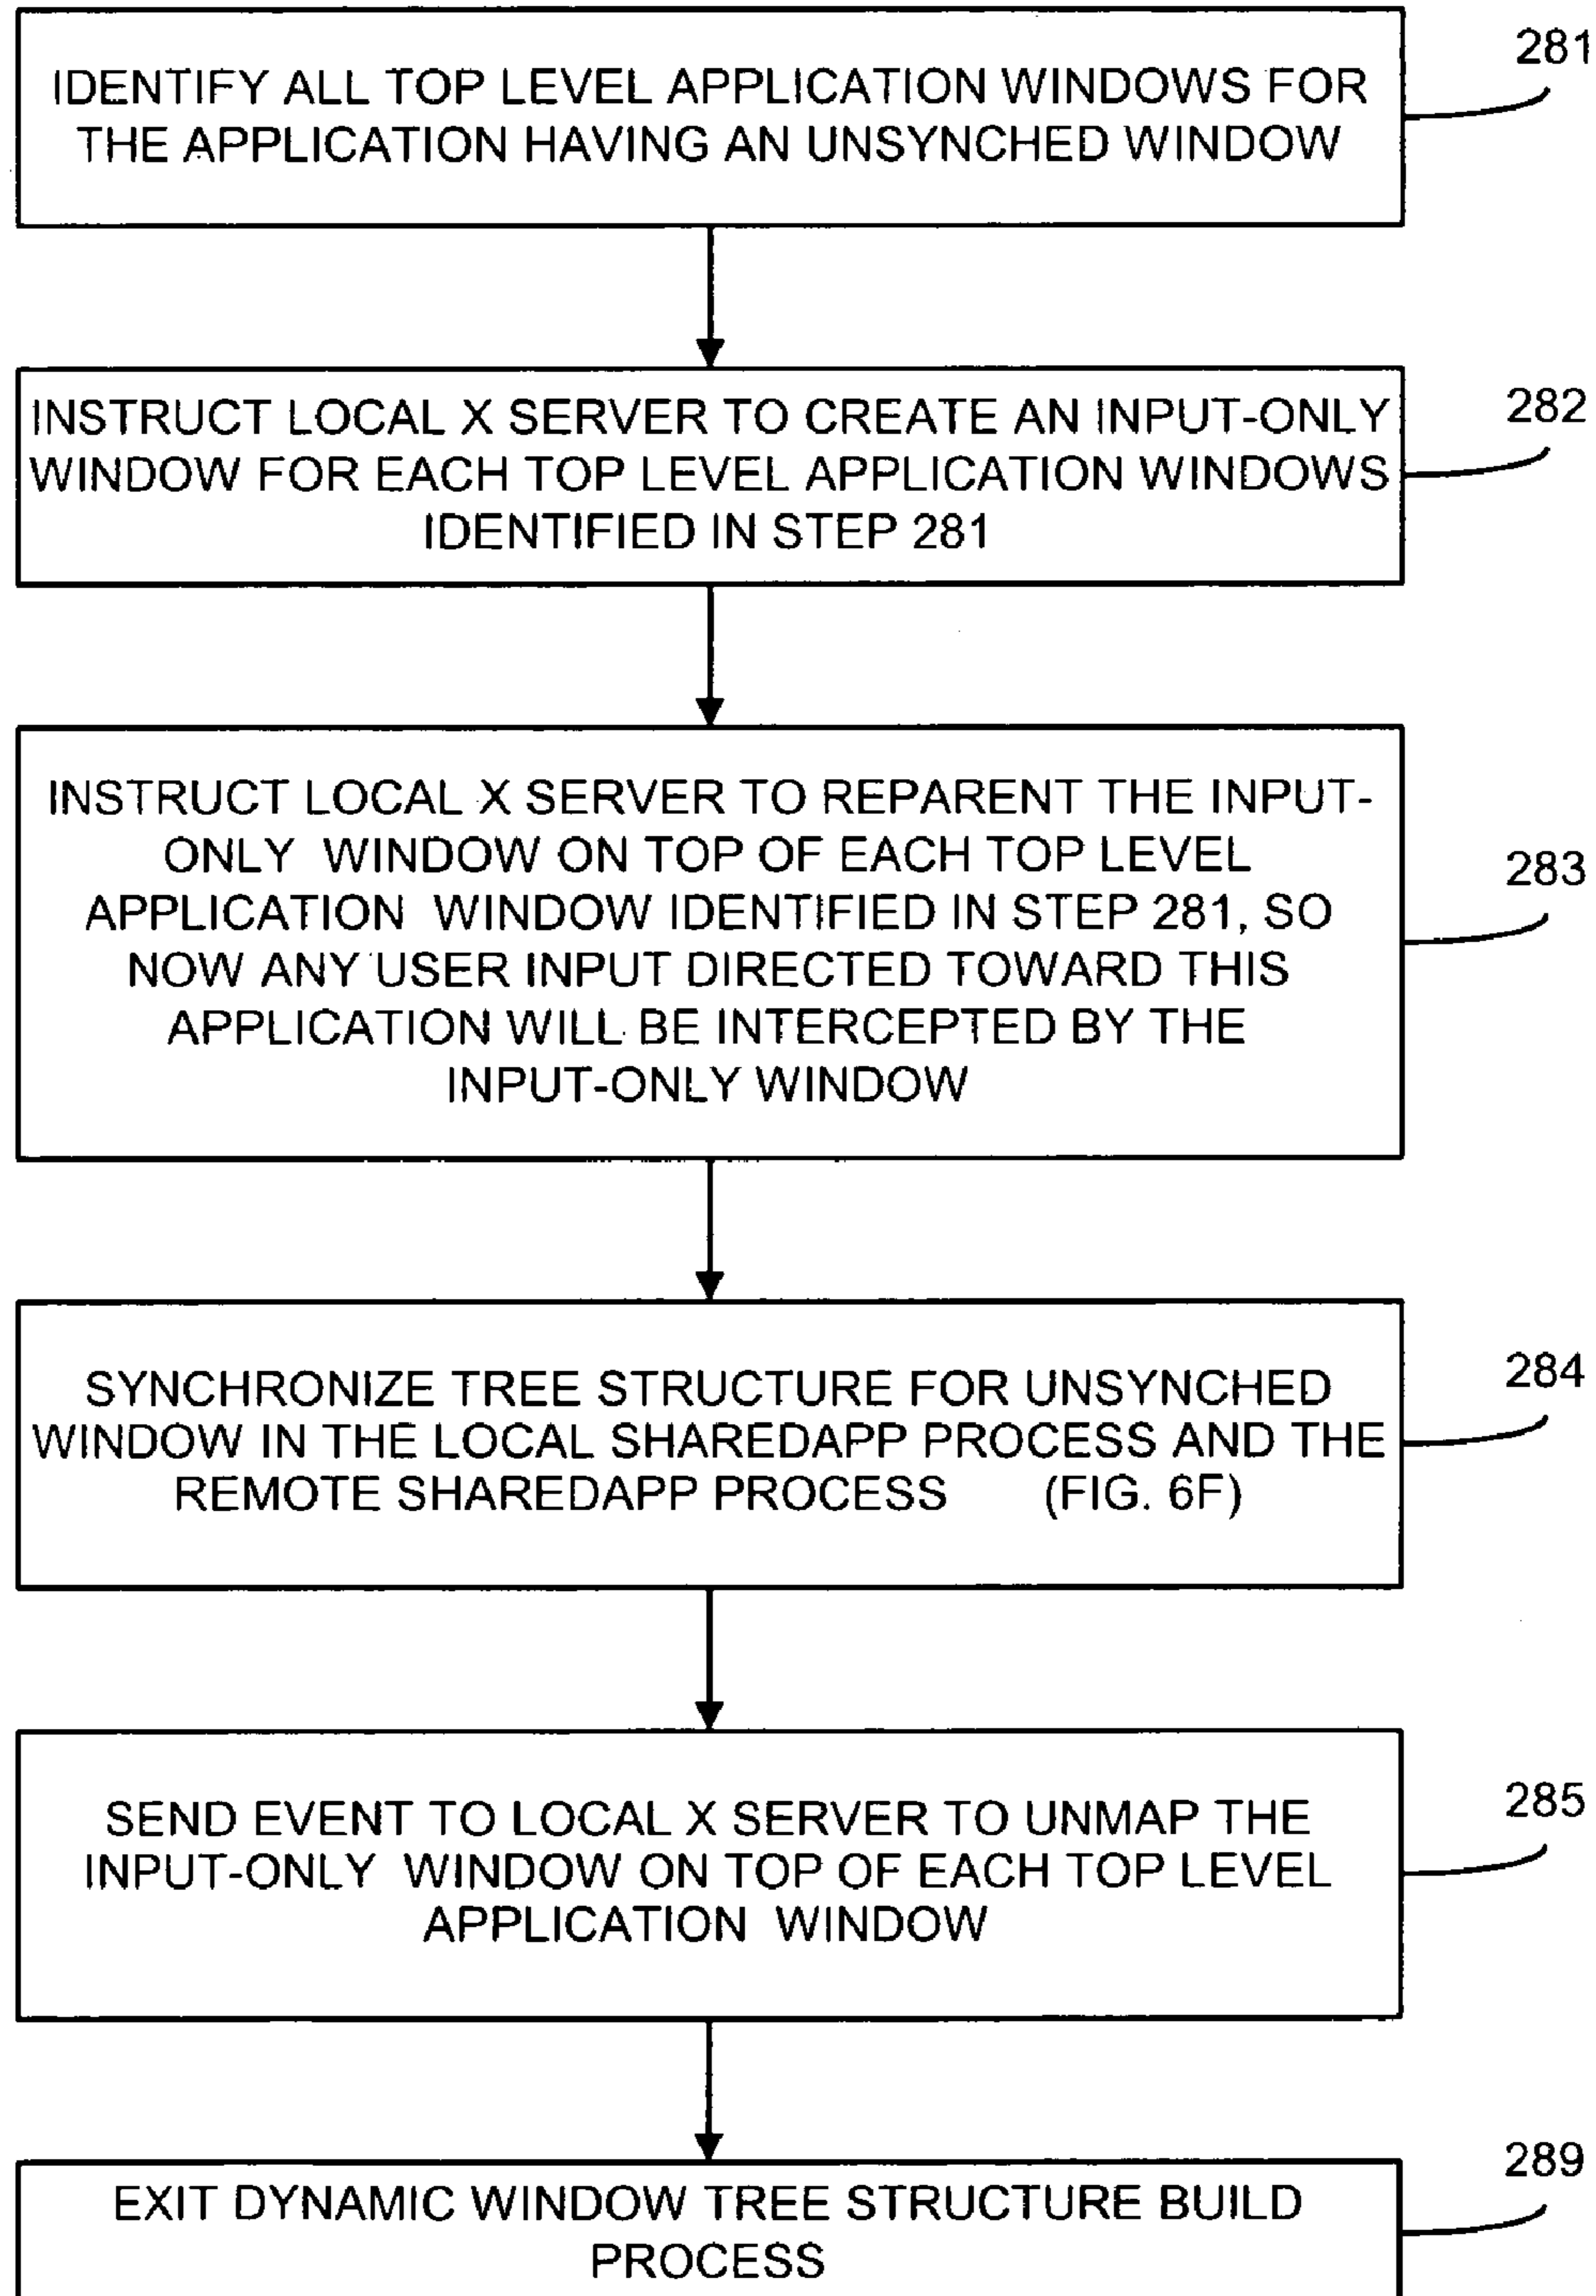 281
IDENTIFY ALL TOP LEVEL APPLICATION WINDOWS FOR
THE APPLICATION HAVING AN UNSYNCHED WINDOW
282
INSTRUCT LOCAL X SERVER TO CREATE AN INPUT-ONLY
WINDOW FOR EACH TOP LEVEL APPLICATION WINDOWS
IDENTIFIED IN STEP 281
283
INSTRUCT LOCAL X SERVER TO REPARENT THE INPUT-
ONLY WINDOW ON TOP OF EACH TOP LEVEL
APPLICATION WINDOW IDENTIFIED IN STEP 281, SO
NOW ANY USER INPUT DIRECTED TOWARD THIS
APPLICATION WILL BE INTERCEPTED BY THE
INPUT-ONLY WINDOW
284
SYNCHRONIZE TREE STRUCTURE FOR UNSYNCHED
WINDOW IN THE LOCAL SHAREDAPP PROCESS AND THE
REMOTE SHAREDAPP PROCESS (FIG. 6F)
285
SEND EVENT TO LOCAL X SERVER TO UNMAP THE
INPUT-ONLY WINDOW ON TOP OF EACH TOP LEVEL
APPLICATION WINDOW
289
EXIT DYNAMIC WINDOW TREE STRUCTURE BUILD
PROCESS